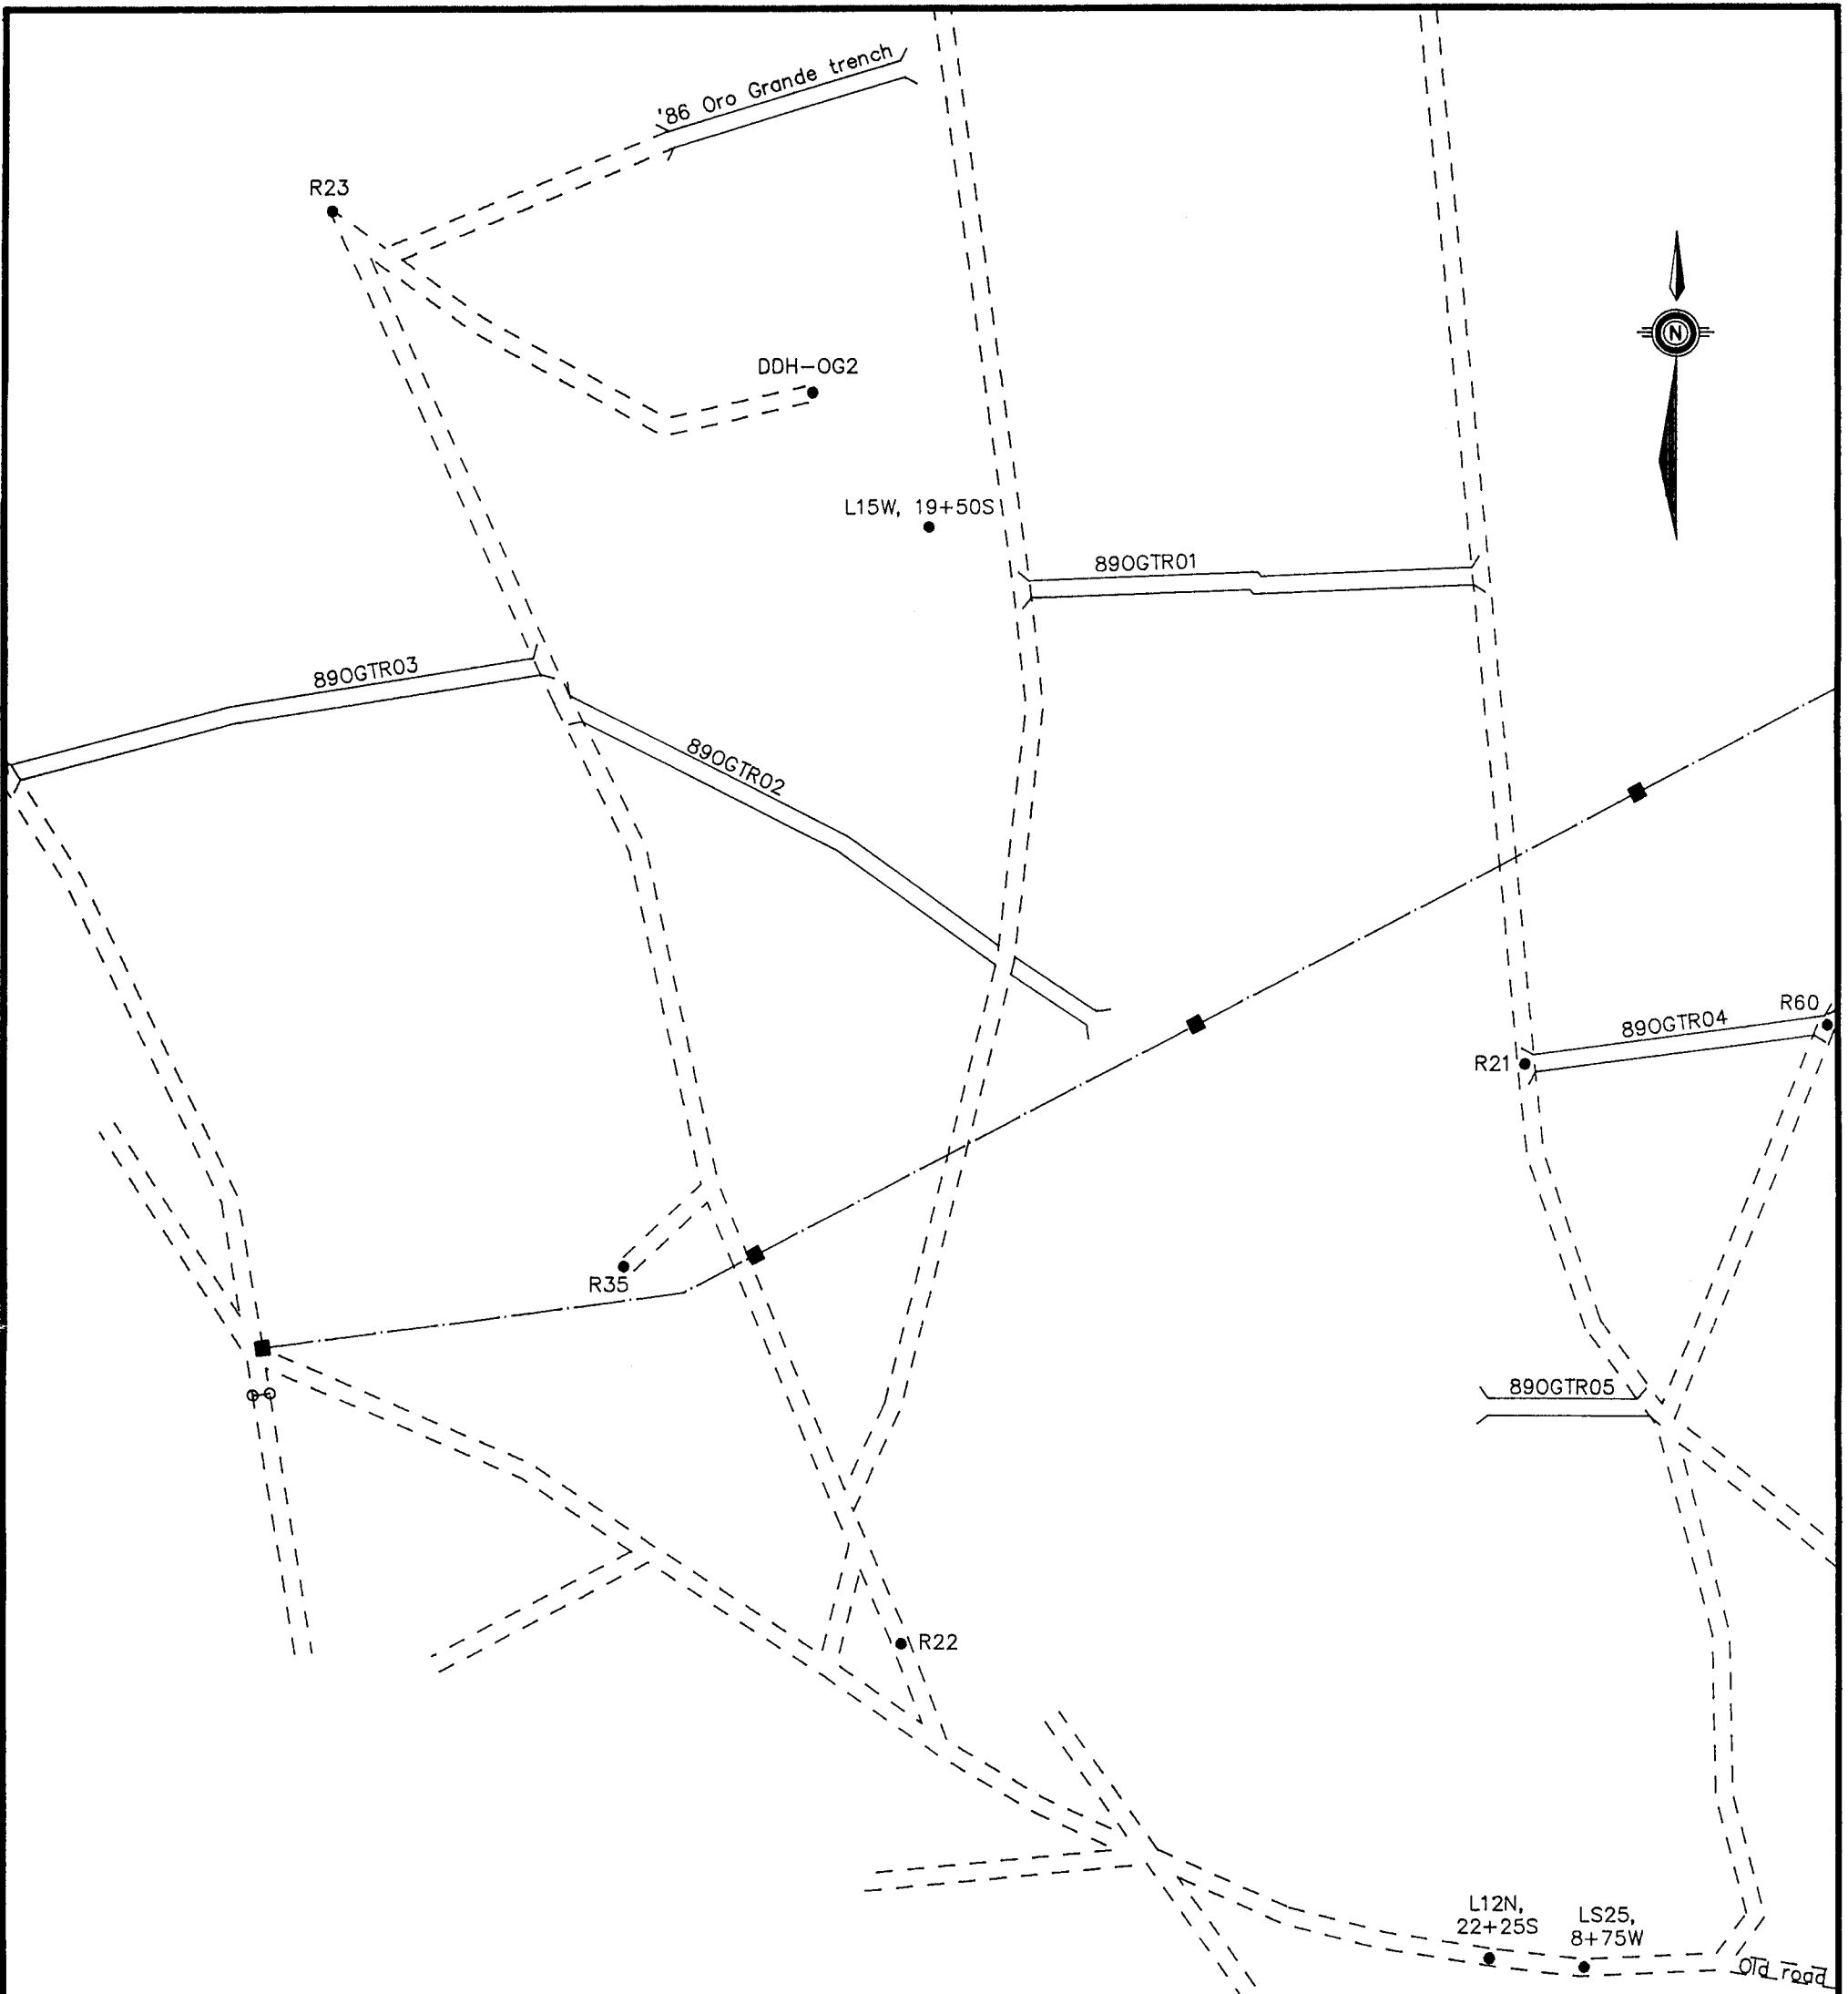 '86 Oro Grande trench
R23
N
DDH-OG2
L15W, 19+50S
89OGTR01
89OGTR03
89OGTR02
R60
89OGTR04
R21
R35
89OGTR05
R22
L12N,
22+25S
LS25,
8+75W
Old road